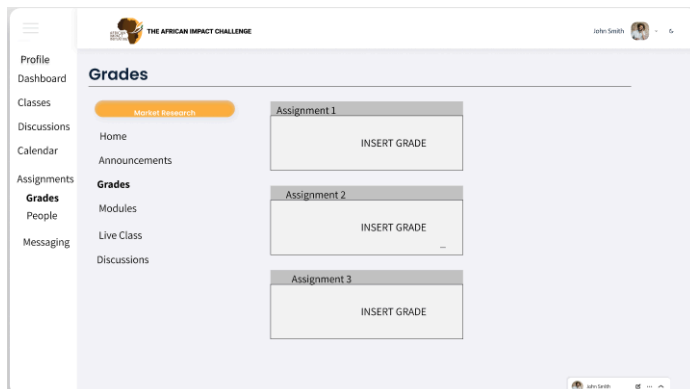 THE AFRICAN IMPACT CHALLENGE
John Smith
Profile
Dashboard
Classes
Discussions
Calendar
Assignments
Grades
People
Messaging
Grades
Market Research
Home
Announcements
Grades
Modules
Live Class
Discussions
Assignment 1
INSERT GRADE
Assignment 2
INSERT GRADE
Assignment 3
INSERT GRADE
John Smith